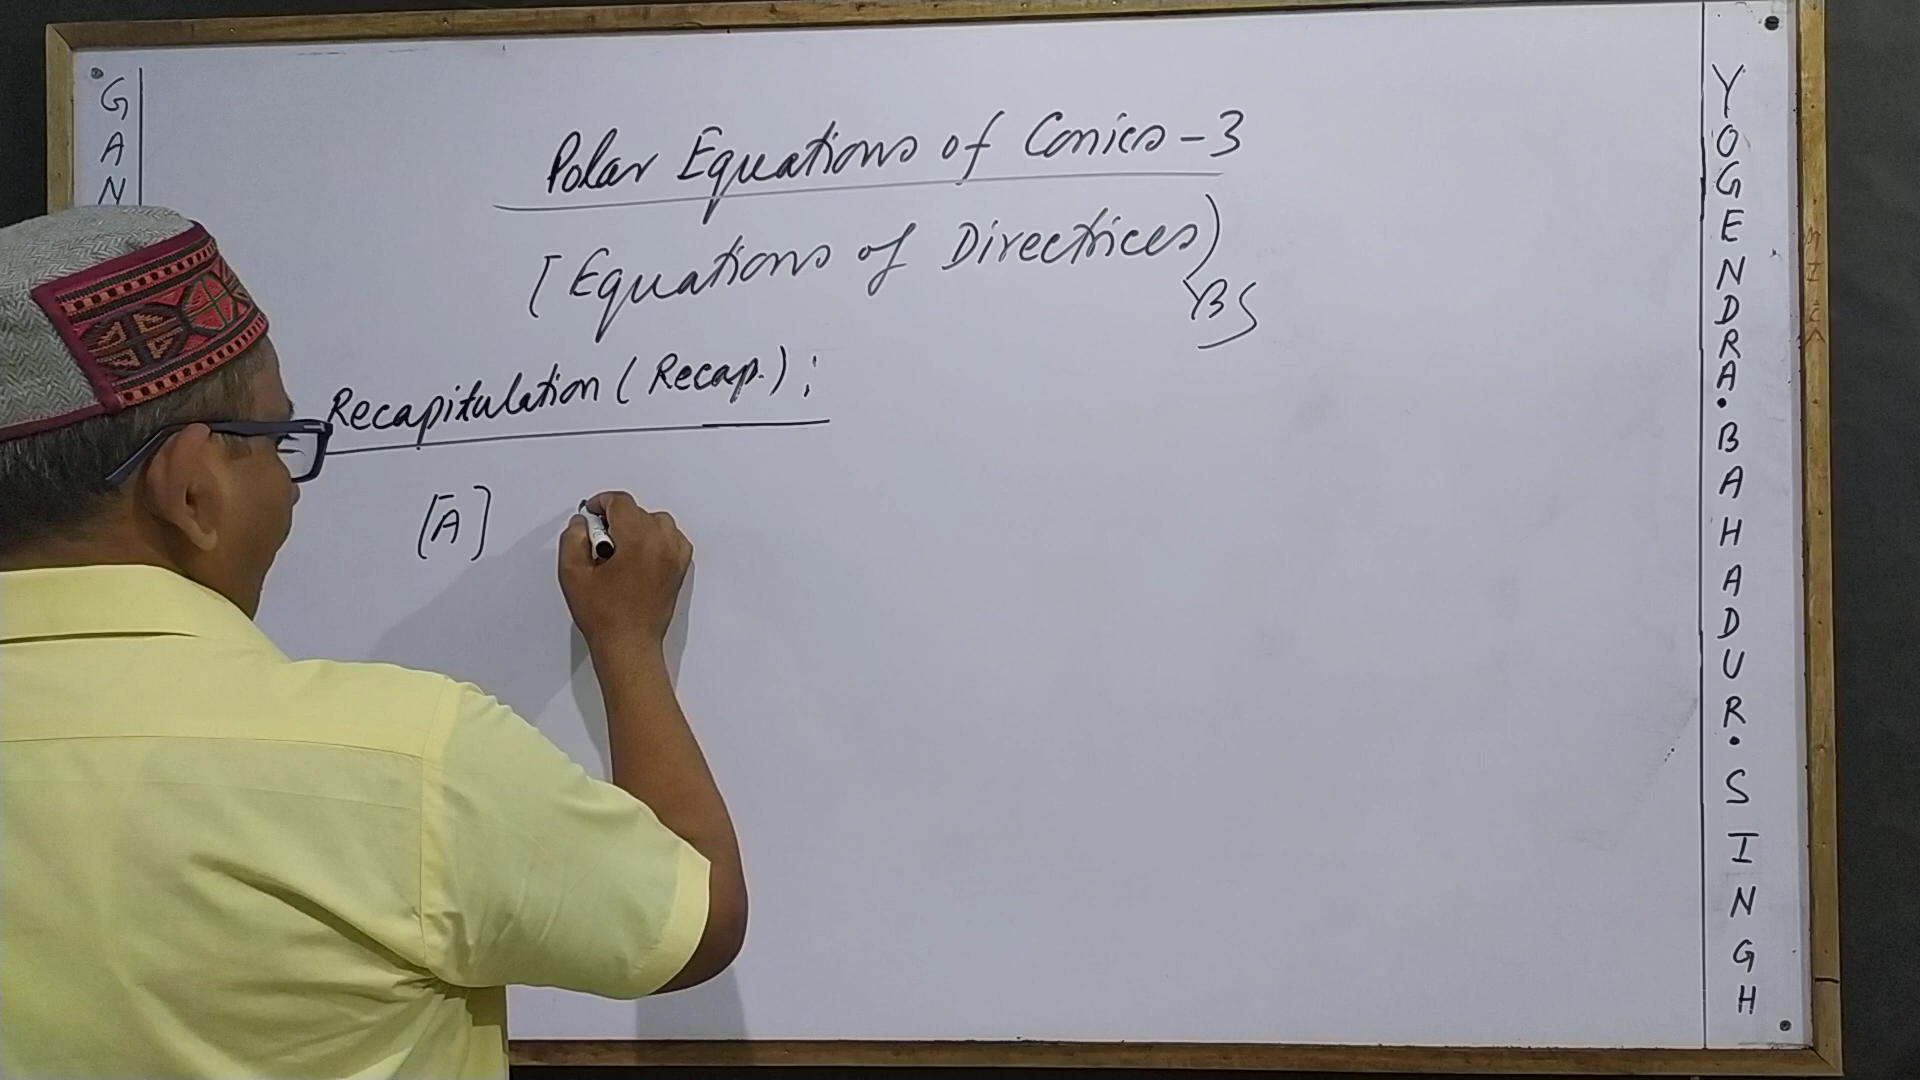 GAN
Polar Equations of Conics-3
[Equations of Directrices)
YBS
Recapitulation (Recap.) :
[A]
YOGENDRA.BAHADUR.SINGH